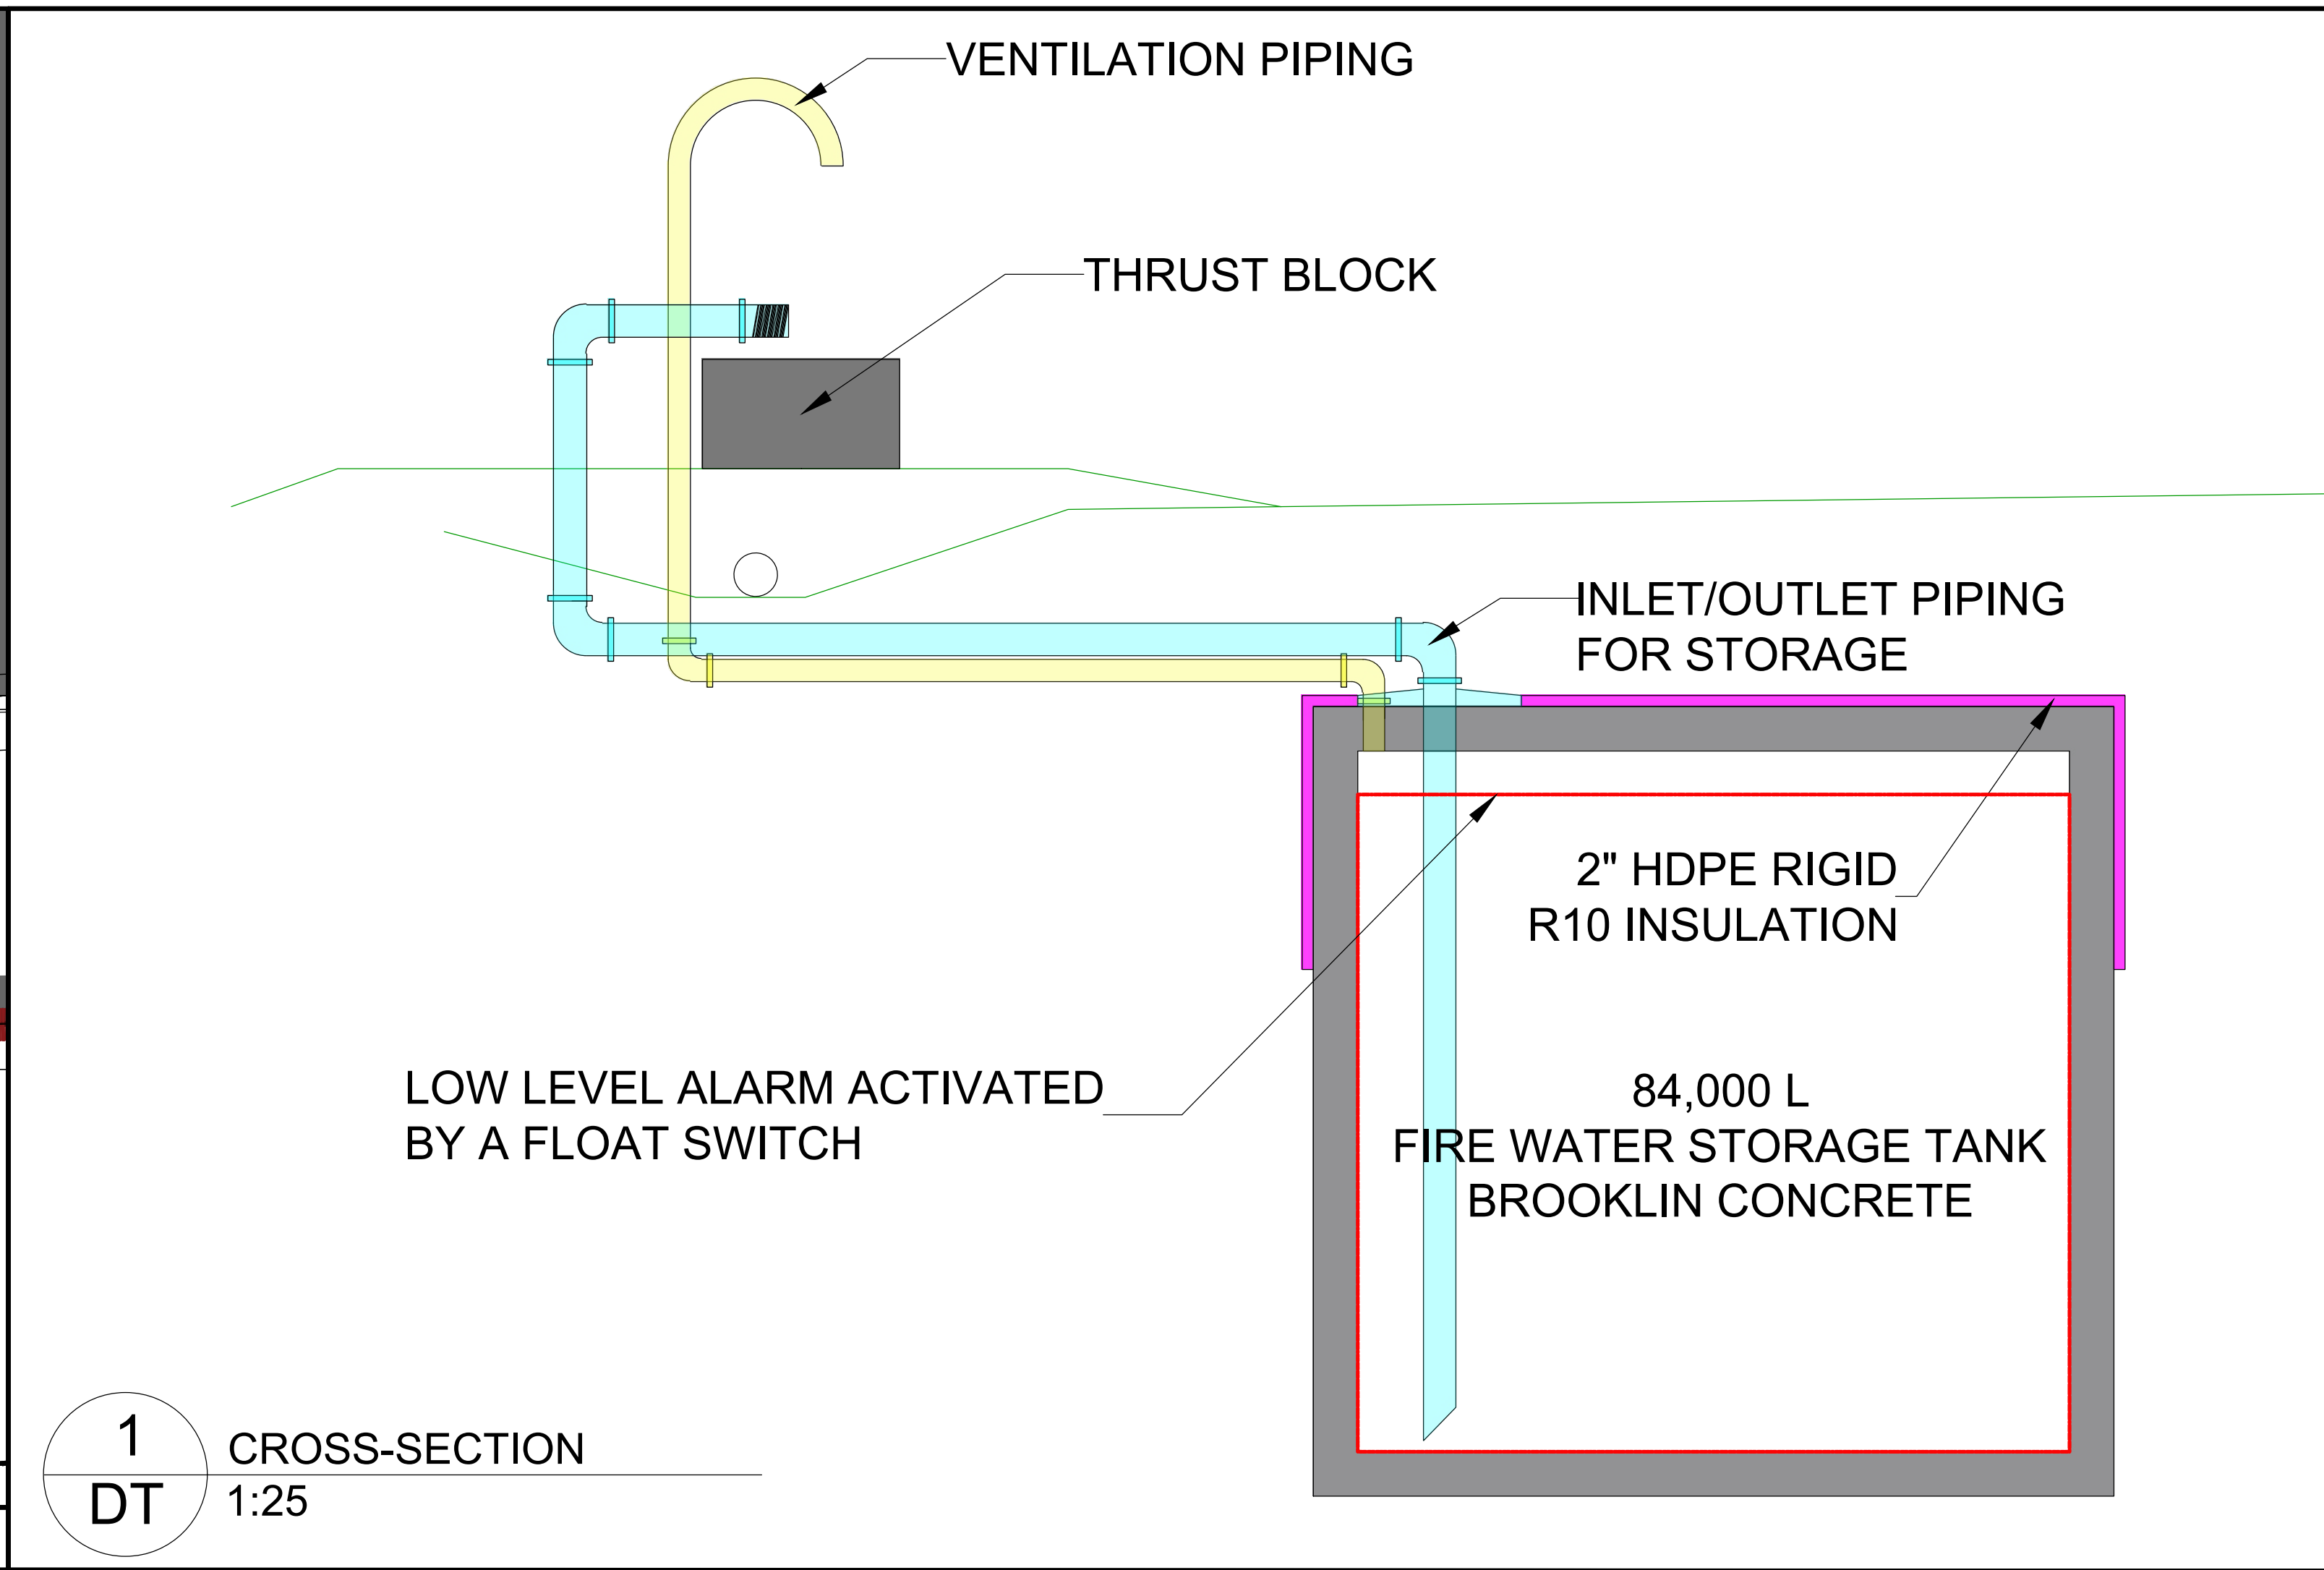 VENTILATION PIPING
THRUST BLOCK
INLET/OUTLET PIPING
FOR STORAGE
2" HDPE RIGID
R10 INSULATION
LOW LEVEL ALARM ACTIVATED
BY A FLOAT SWITCH
84,000 L
FIRE WATER STORAGE TANK
BROOKLIN CONCRETE
1
DT
CROSS-SECTION
1:25